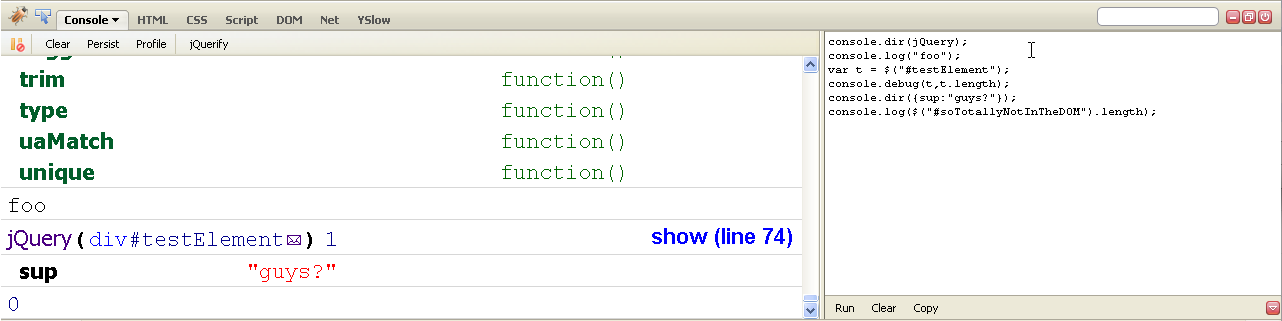 Console HTML CSS Script DOM Net YSlow
Clear Persist Profile jQuerify
trim function()
type function()
uaMatch function()
unique function()
foo
jQuery(div#testElement) 1 show (line 74)
sup "guys?"
0
console.dir(jQuery);
console.log("foo");
var t = $("#testElement");
console.debug(t,t.length);
console.dir({sup:"guys?"});
console.log($("#soTotallyNotInTheDOM").length);
Run Clear Copy